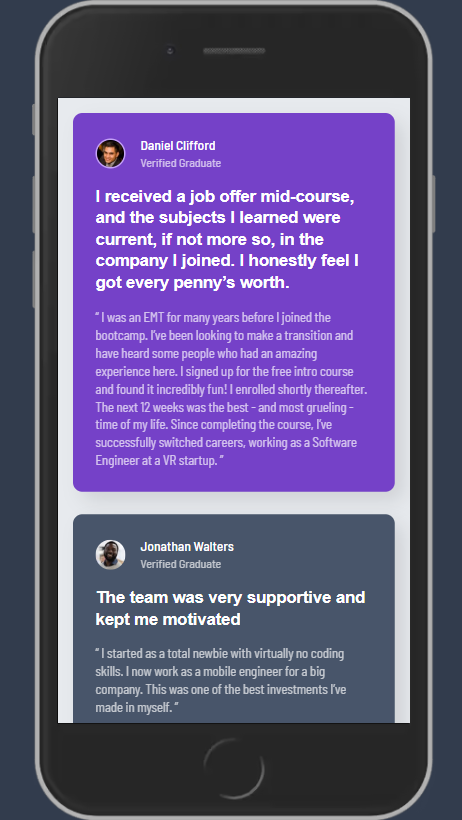 Daniel Clifford
Verified Graduate
I received a job offer mid-course,
and the subjects I learned were
current, if not more so, in the
company I joined. I honestly feel I
got every penny’s worth.
“ I was an EMT for many years before I joined the
bootcamp. I’ve been looking to make a transition and
have heard some people who had an amazing
experience here. I signed up for the free intro course
and found it incredibly fun! I enrolled shortly thereafter.
The next 12 weeks was the best - and most grueling -
time of my life. Since completing the course, I’ve
successfully switched careers, working as a Software
Engineer at a VR startup. ”
Jonathan Walters
Verified Graduate
The team was very supportive and
kept me motivated
“ I started as a total newbie with virtually no coding
skills. I now work as a mobile engineer for a big
company. This was one of the best investments I’ve
made in myself. ”